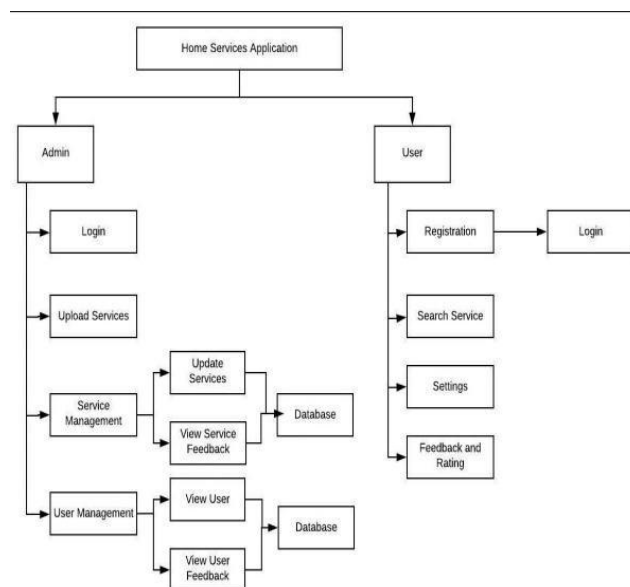 Home Services Application
Admin
User
Login
Registration
Login
Upload Services
Search Service
Update
Services
Settings
Service
Management
Database
View Service
Feedback
Feedback and
Rating
User Management
View User
Database
View User
Feedback